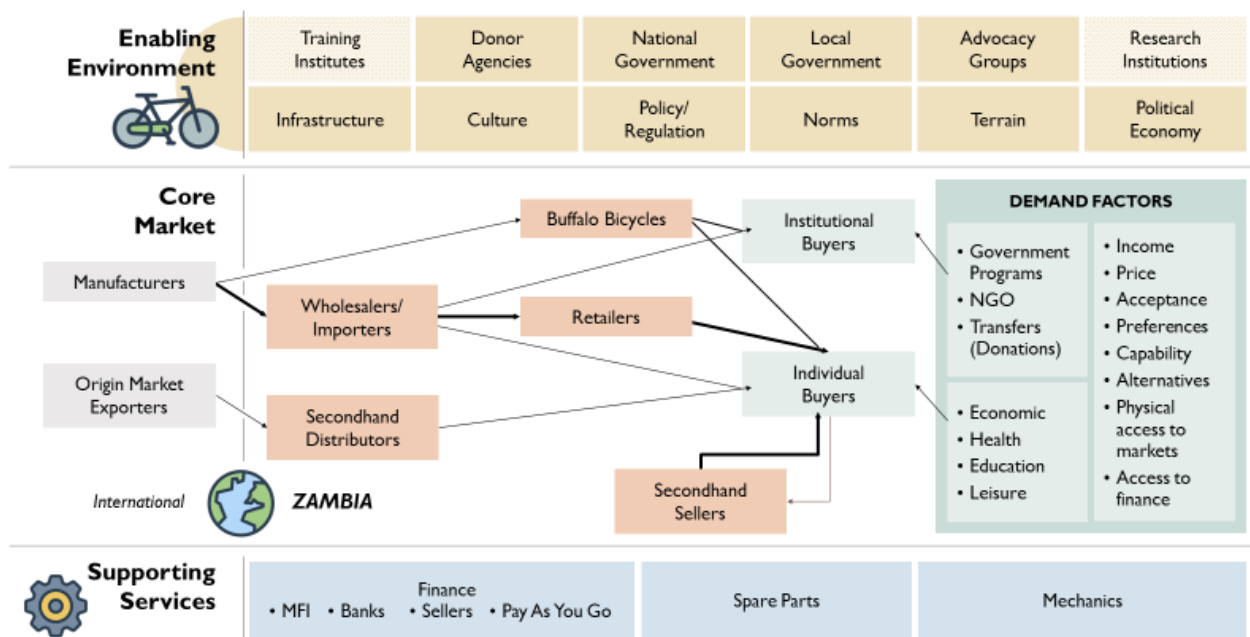 Enabling
Environment
Training
Institutes
Donor
Agencies
National
Government
Local
Government
Advocacy
Groups
Research
Institutions
Infrastructure
Culture
Policy/
Regulation
Norms
Terrain
Political
Economy
Core
Market
Manufacturers
Origin Market
Exporters
Wholesalers/
Importers
Secondhand
Distributors
Buffalo Bicycles
Retailers
Institutional
Buyers
Individual
Buyers
Secondhand
Sellers
International
ZAMBIA
DEMAND FACTORS
• Government
Programs
• NGO
• Transfers
(Donations)
• Economic
• Health
• Education
• Leisure
• Income
• Price
• Acceptance
• Preferences
• Capability
• Alternatives
• Physical
access to
markets
• Access to
finance
Supporting
Services
Finance
• MFI • Banks • Sellers • Pay As You Go
Spare Parts
Mechanics